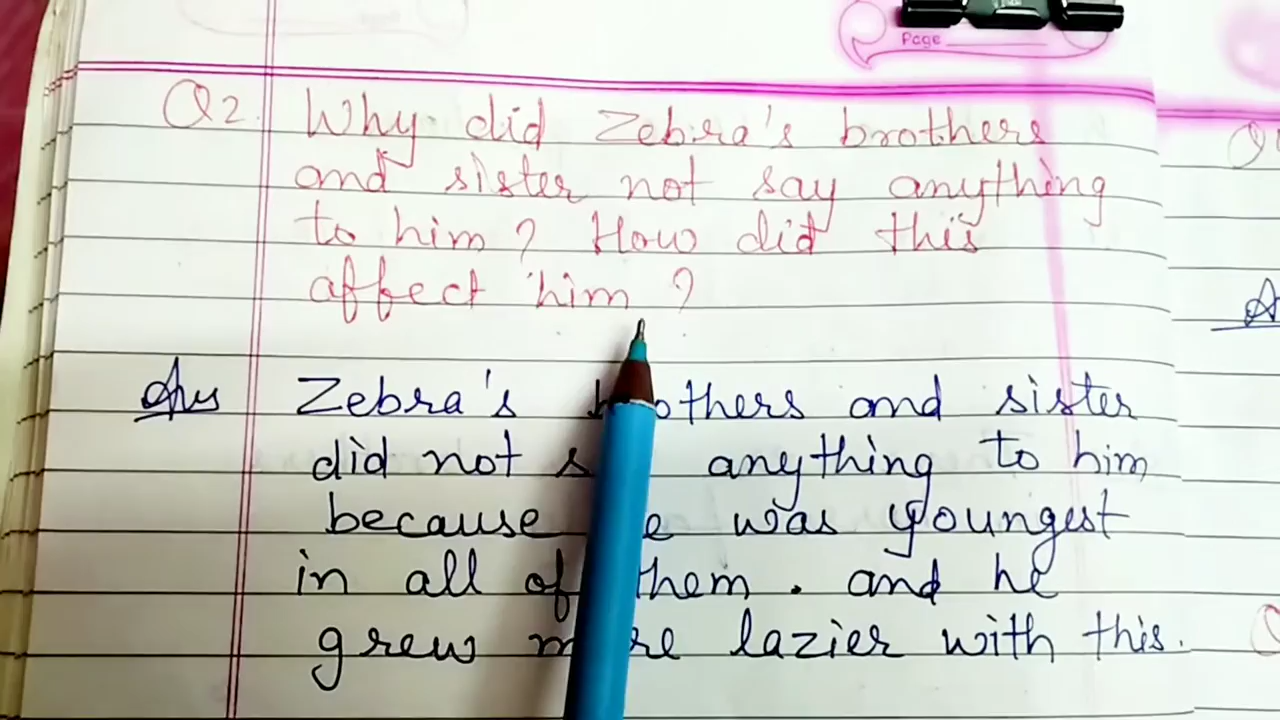 Page
Q2. Why did Zebra's brothers
and sister not say anything
to him? How did this
affect him?
Ans Zebra's brothers and sister
did not anything to him
because was youngest
in all of them. and he
grew more lazier with this.